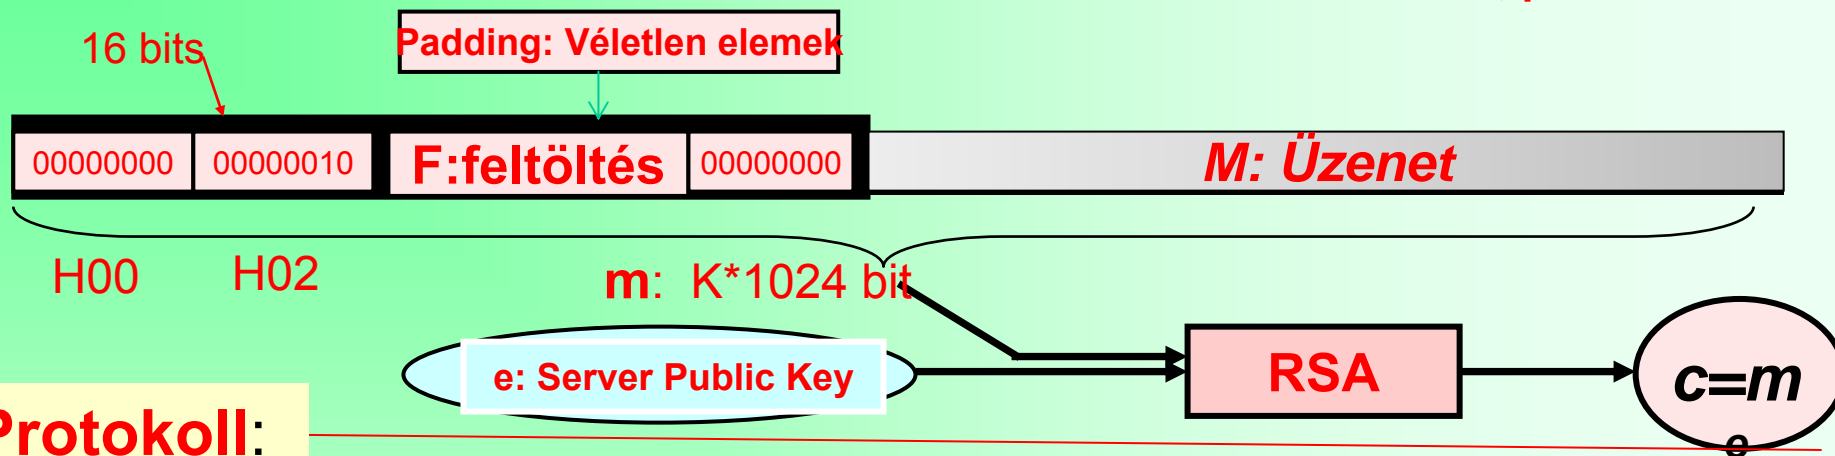 16 bits
Padding: Véletlen elemek
00000000 00000010 F:feltöltés 00000000 M: Üzenet
H00 H02 m: K*1024 bit
e: Server Public Key
RSA
c=m
e
Protokoll: